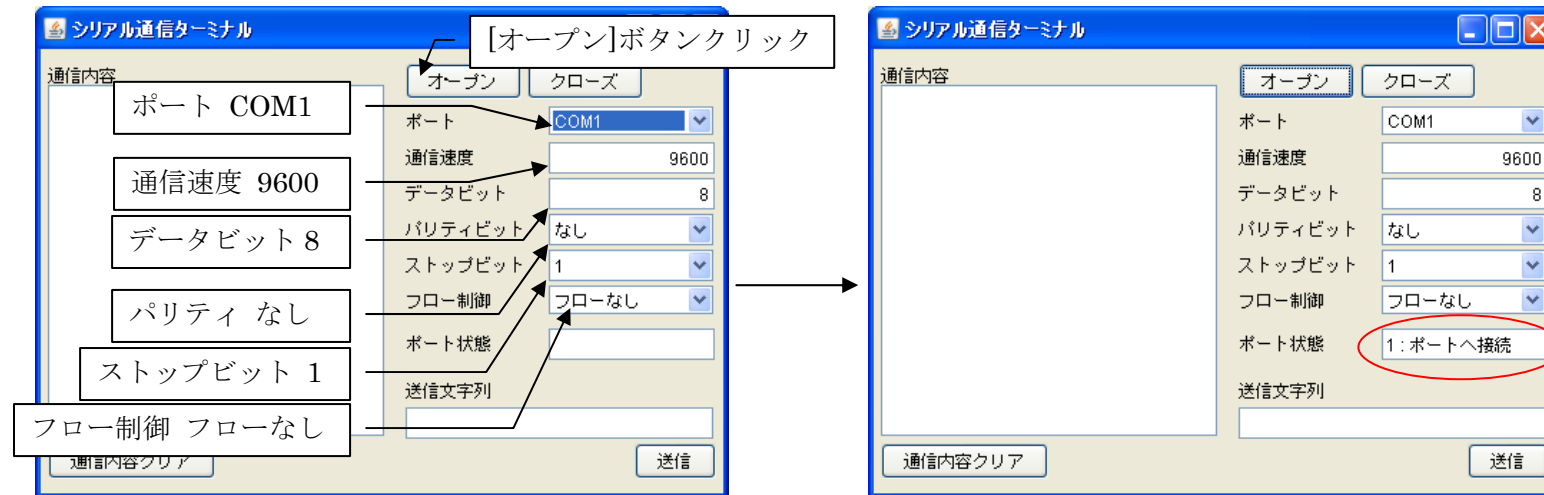 シリアル通信ターミナル
[オープン]ボタンクリック
通信内容
オープン
クローズ
ポート COM1
ポート
COM1
通信速度 9600
通信速度
9600
データビット 8
データビット
8
パリティ なし
パリティビット
なし
ストップビット 1
ストップビット
1
フロー制御 フローなし
フロー制御
フローなし
ポート状態
送信文字列
通信内容クリア
送信
シリアル通信ターミナル
通信内容
オープン
クローズ
ポート
COM1
通信速度
9600
データビット
8
パリティビット
なし
ストップビット
1
フロー制御
フローなし
ポート状態
1:ポートへ接続
送信文字列
通信内容クリア
送信